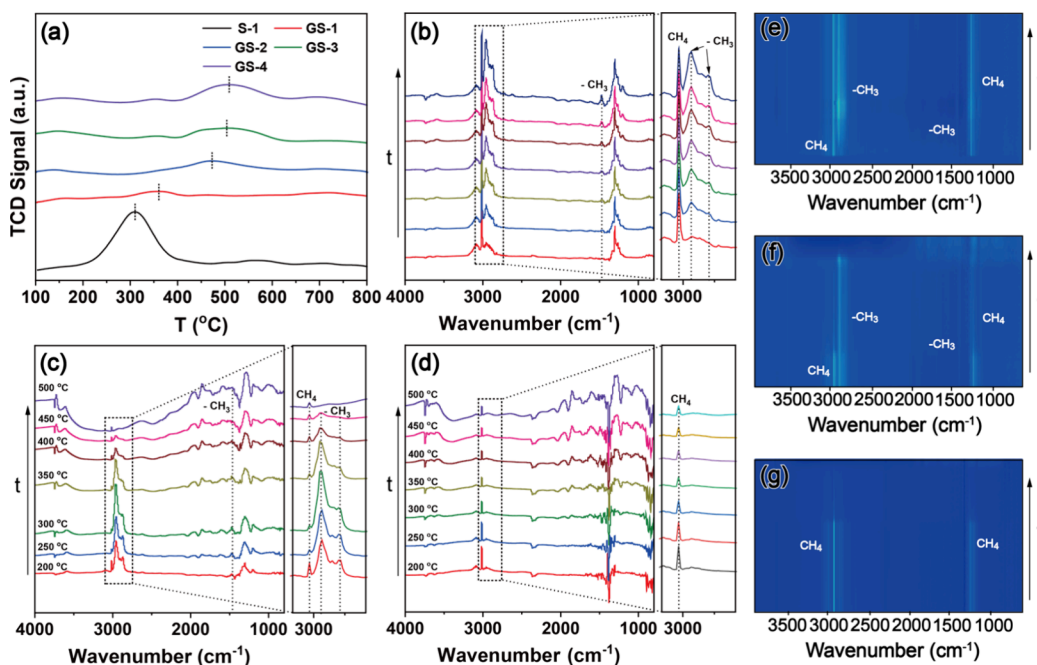 (a)
S-1 GS-1
GS-2 GS-3
GS-4
TCD Signal (a.u.)
100 200 300 400 500 600 700 800
T (°C)
(b)
- CH3
CH4 - CH3
t
4000 3000 2000 1000 3000
Wavenumber (cm-1)
(c)
500 °C
450 °C
400 °C
350 °C
300 °C
250 °C
200 °C
- CH3
CH4
- CH3
t
4000 3000 2000 1000 3000
Wavenumber (cm-1)
(d)
500 °C
450 °C
400 °C
350 °C
300 °C
250 °C
200 °C
CH4
t
4000 3000 2000 1000 3000
Wavenumber (cm-1)
(e)
-CH3
CH4
-CH3
CH4
3500 3000 2500 2000 1500 1000
Wavenumber (cm-1)
(f)
-CH3
CH4
-CH3
CH4
3500 3000 2500 2000 1500 1000
Wavenumber (cm-1)
(g)
CH4
CH4
3500 3000 2500 2000 1500 1000
Wavenumber (cm-1)